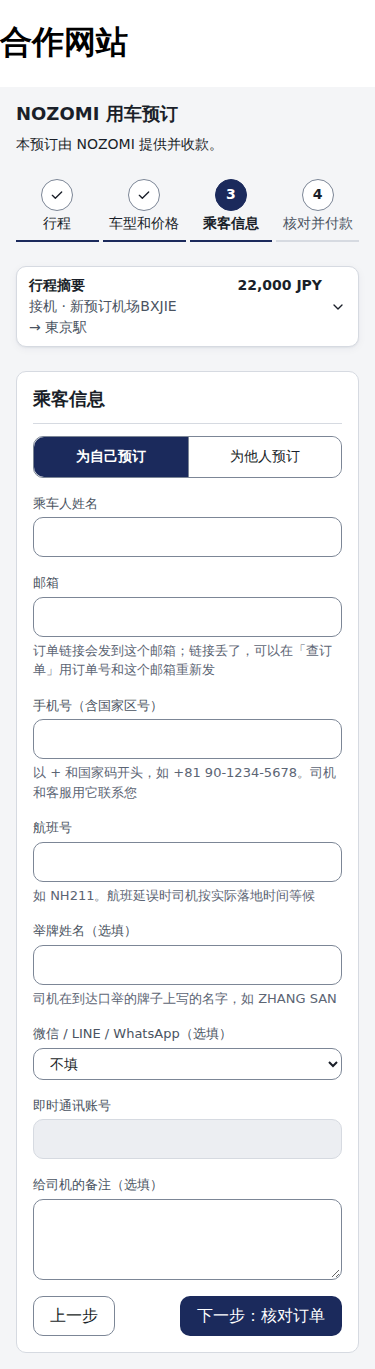 合作网站
NOZOMI 用车预订
本预订由 NOZOMI 提供并收款。
3
4
行程
车型和价格
乘客信息
核对并付款
行程摘要
22,000 JPY
接机 · 新预订机场BXJIE
→ 東京駅
乘客信息
为自己预订
为他人预订
乘车人姓名
邮箱
订单链接会发到这个邮箱；链接丢了，可以在「查订
单」用订单号和这个邮箱重新发
手机号（含国家区号）
以 + 和国家码开头，如 +81 90-1234-5678。司机
和客服用它联系您
航班号
如 NH211。航班延误时司机按实际落地时间等候
举牌姓名（选填）
司机在到达口举的牌子上写的名字，如 ZHANG SAN
微信 / LINE / WhatsApp（选填）
不填
即时通讯账号
给司机的备注（选填）
上一步
下一步：核对订单